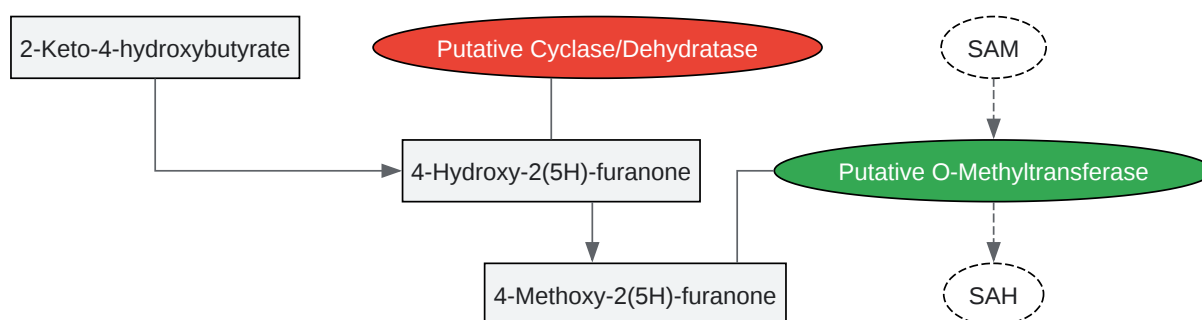 2-Keto-4-hydroxybutyrate
Putative Cyclase/Dehydratase
SAM
4-Hydroxy-2(5H)-furanone
Putative O-Methyltransferase
4-Methoxy-2(5H)-furanone
SAH